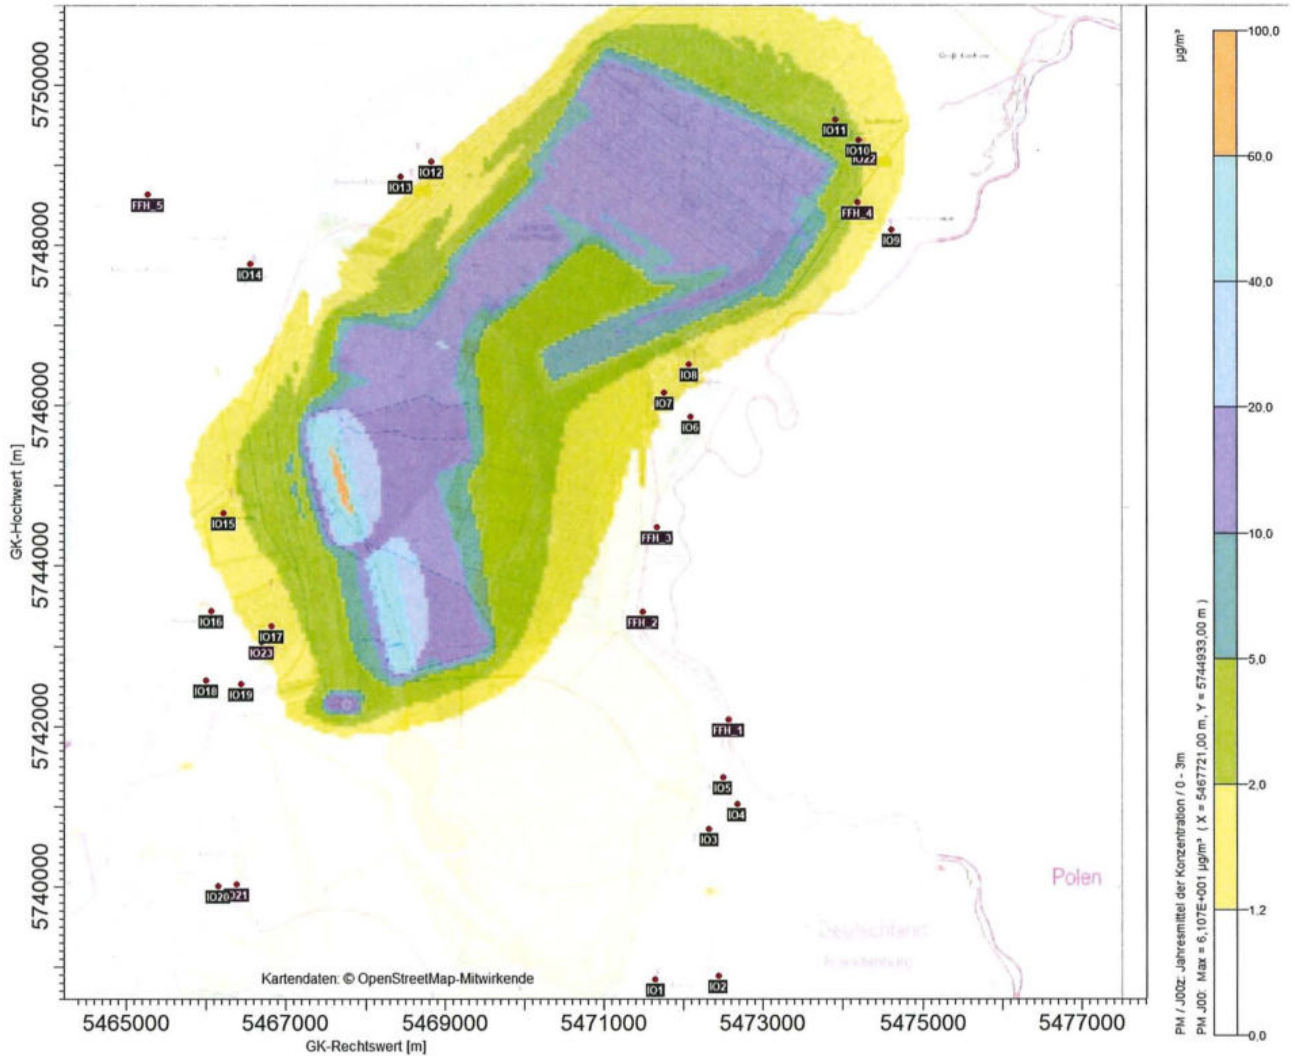 µg/m³
100.0
60.0
40.0
20.0
10.0
5.0
2.0
1.2
0.0
PM / J00z: Jahresmittel der Konzentration / 0 - 3m
PM J00: Max = 6,107E+001 µg/m³ ( X = 5467721,00 m, Y = 5744933,00 m )
GK-Hochwert [m]
5750000
5748000
5746000
5744000
5742000
5740000
IO11
IO10
IO22
IO12
IO13
FFH_5
FFH_4
IO9
IO14
IO8
IO7
IO6
IO15
FFH_3
IO16
FFH_2
IO17
IO23
IO18
IO19
FFH_1
IO5
IO4
IO3
IO20
Polen
Deutschland
Kartendaten: © OpenStreetMap-Mitwirkende
IO1
IO2
5465000
5467000
5469000
5471000
5473000
5475000
5477000
GK-Rechtswert [m]